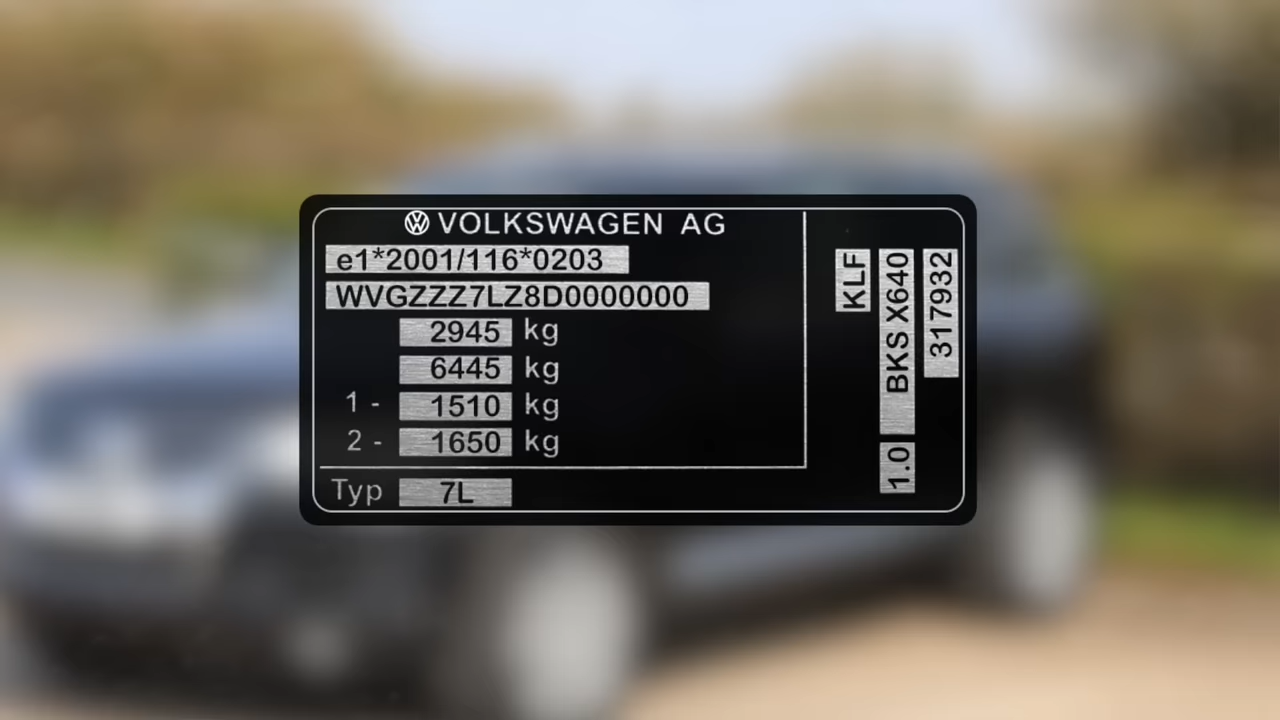 VOLKSWAGEN AG
e1*2001/116*0203
WVGZZZ7LZ8D0000000
2945 kg
6445 kg
1 - 1510 kg
2 - 1650 kg
Typ 7L
KLF
BKS X640
1.0
317932